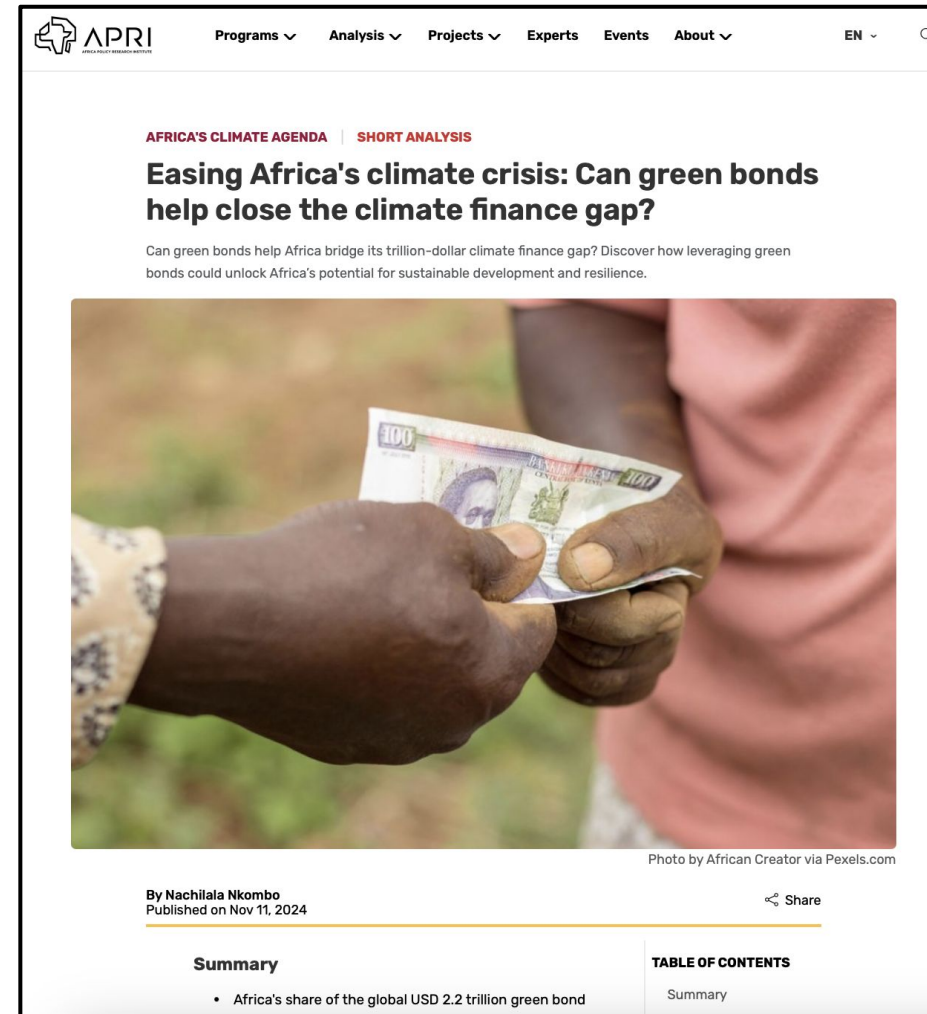 APRI
AFRICA POLICY RESEARCH INSTITUTE
Programs
Analysis
Projects
Experts
Events
About
EN
AFRICA'S CLIMATE AGENDA
SHORT ANALYSIS
Easing Africa's climate crisis: Can green bonds
help close the climate finance gap?
Can green bonds help Africa bridge its trillion-dollar climate finance gap? Discover how leveraging green
bonds could unlock Africa's potential for sustainable development and resilience.
100
100
Photo by African Creator via Pexels.com
By Nachilala Nkombo
Published on Nov 11, 2024
Share
Summary
• Africa's share of the global USD 2.2 trillion green bond
TABLE OF CONTENTS
Summary